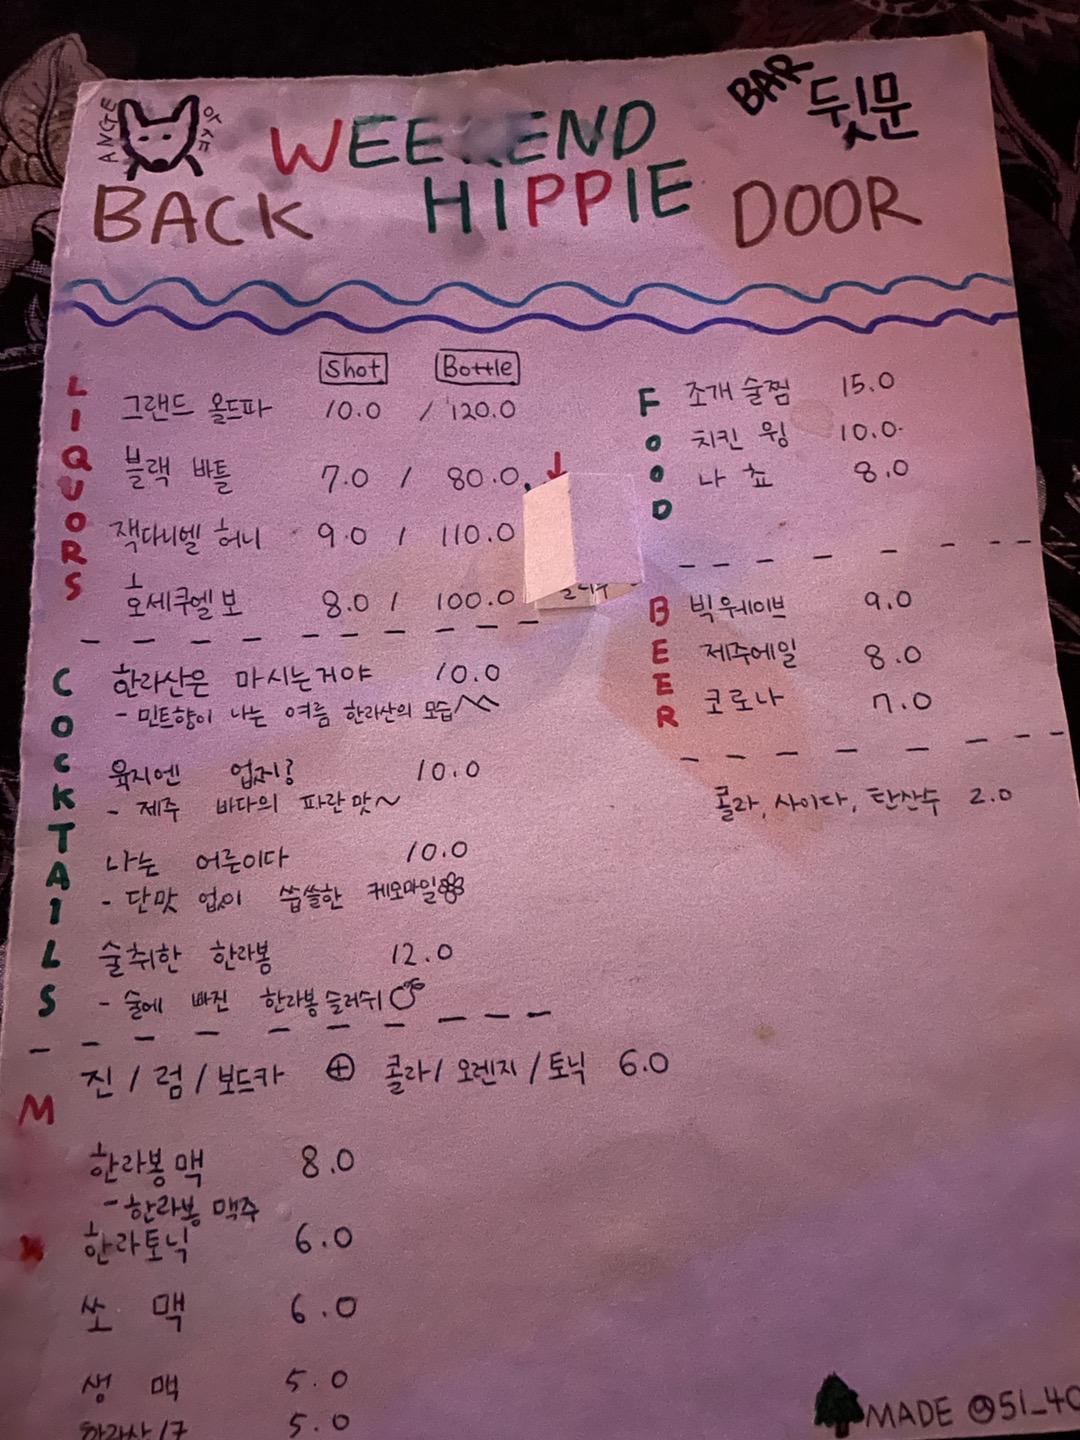 ANGE
아쥬
BAR 뒷문
WEEKEND
BACK HIPPIE DOOR
LIQUORS
Shot Bottle
그랜드 올드파 10.0 / 120.0
블랙 바틀 7.0 / 80.0
잭다니엘 허니 9.0 / 110.0
호세쿠엘보 8.0 / 100.0
COCKTAILS
한라산은 마시는거야 10.0
- 민트향이 나는 여름 한라산의 모습
육지엔 업찌? 10.0
- 제주 바다의 파란맛~
나는 어른이다 10.0
- 단맛 없이 씁쓸한 케모마일
술취한 한라봉 12.0
- 술에 빠진 한라봉 슬러쉬
M
진 / 럼 / 보드카 + 콜라 / 오렌지 / 토닉 6.0
한라봉 맥 8.0
- 한라봉 맥주
한라토닉 6.0
쏘 맥 6.0
생 맥 5.0
한라산 17 5.0
FOOD
조개 술찜 15.0
치킨 윙 10.0
나 쵸 8.0
BEER
빅웨이브 9.0
제주에일 8.0
코로나 7.0
콜라, 사이다, 탄산수 2.0
MADE @51_40